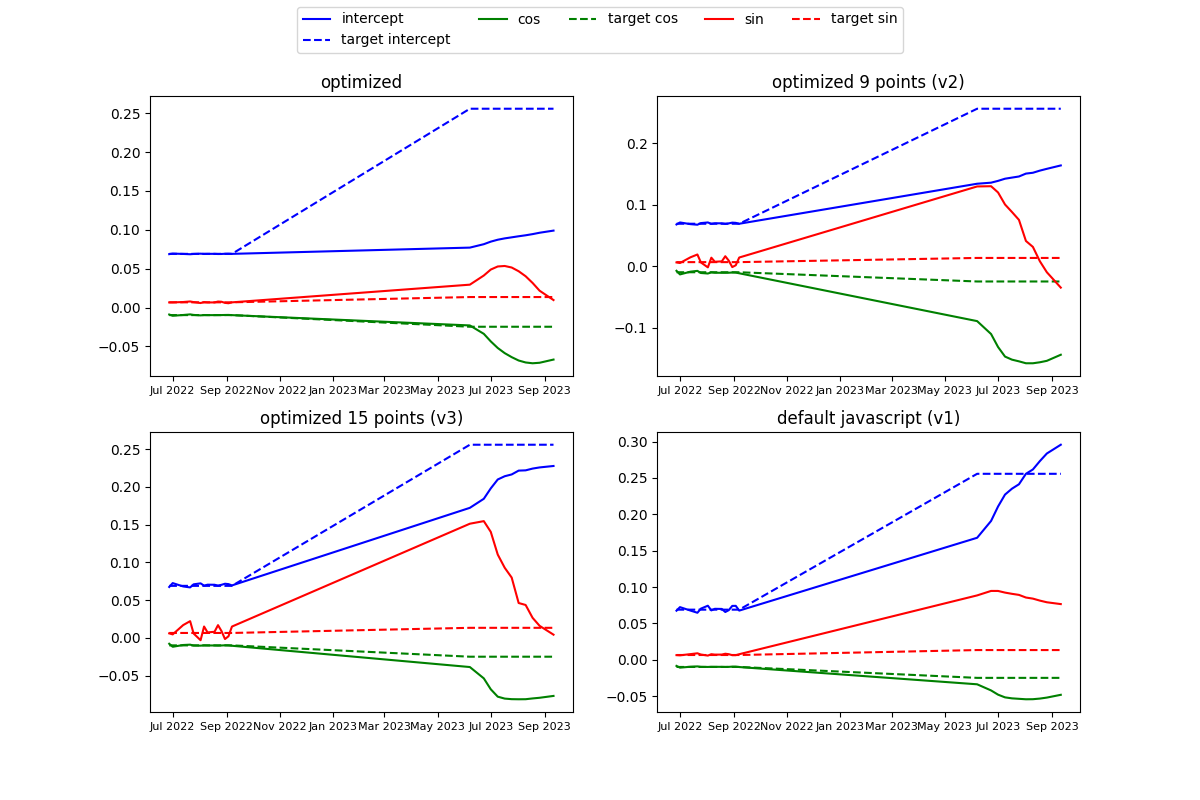 intercept cos target cos sin target sin
target intercept
optimized
0.25
0.20
0.15
0.10
0.05
0.00
−0.05
Jul 2022 Sep 2022 Nov 2022 Jan 2023 Mar 2023 May 2023 Jul 2023 Sep 2023
optimized 9 points (v2)
0.2
0.1
0.0
−0.1
Jul 2022 Sep 2022 Nov 2022 Jan 2023 Mar 2023 May 2023 Jul 2023 Sep 2023
optimized 15 points (v3)
0.25
0.20
0.15
0.10
0.05
0.00
−0.05
Jul 2022 Sep 2022 Nov 2022 Jan 2023 Mar 2023 May 2023 Jul 2023 Sep 2023
default javascript (v1)
0.30
0.25
0.20
0.15
0.10
0.05
0.00
−0.05
Jul 2022 Sep 2022 Nov 2022 Jan 2023 Mar 2023 May 2023 Jul 2023 Sep 2023